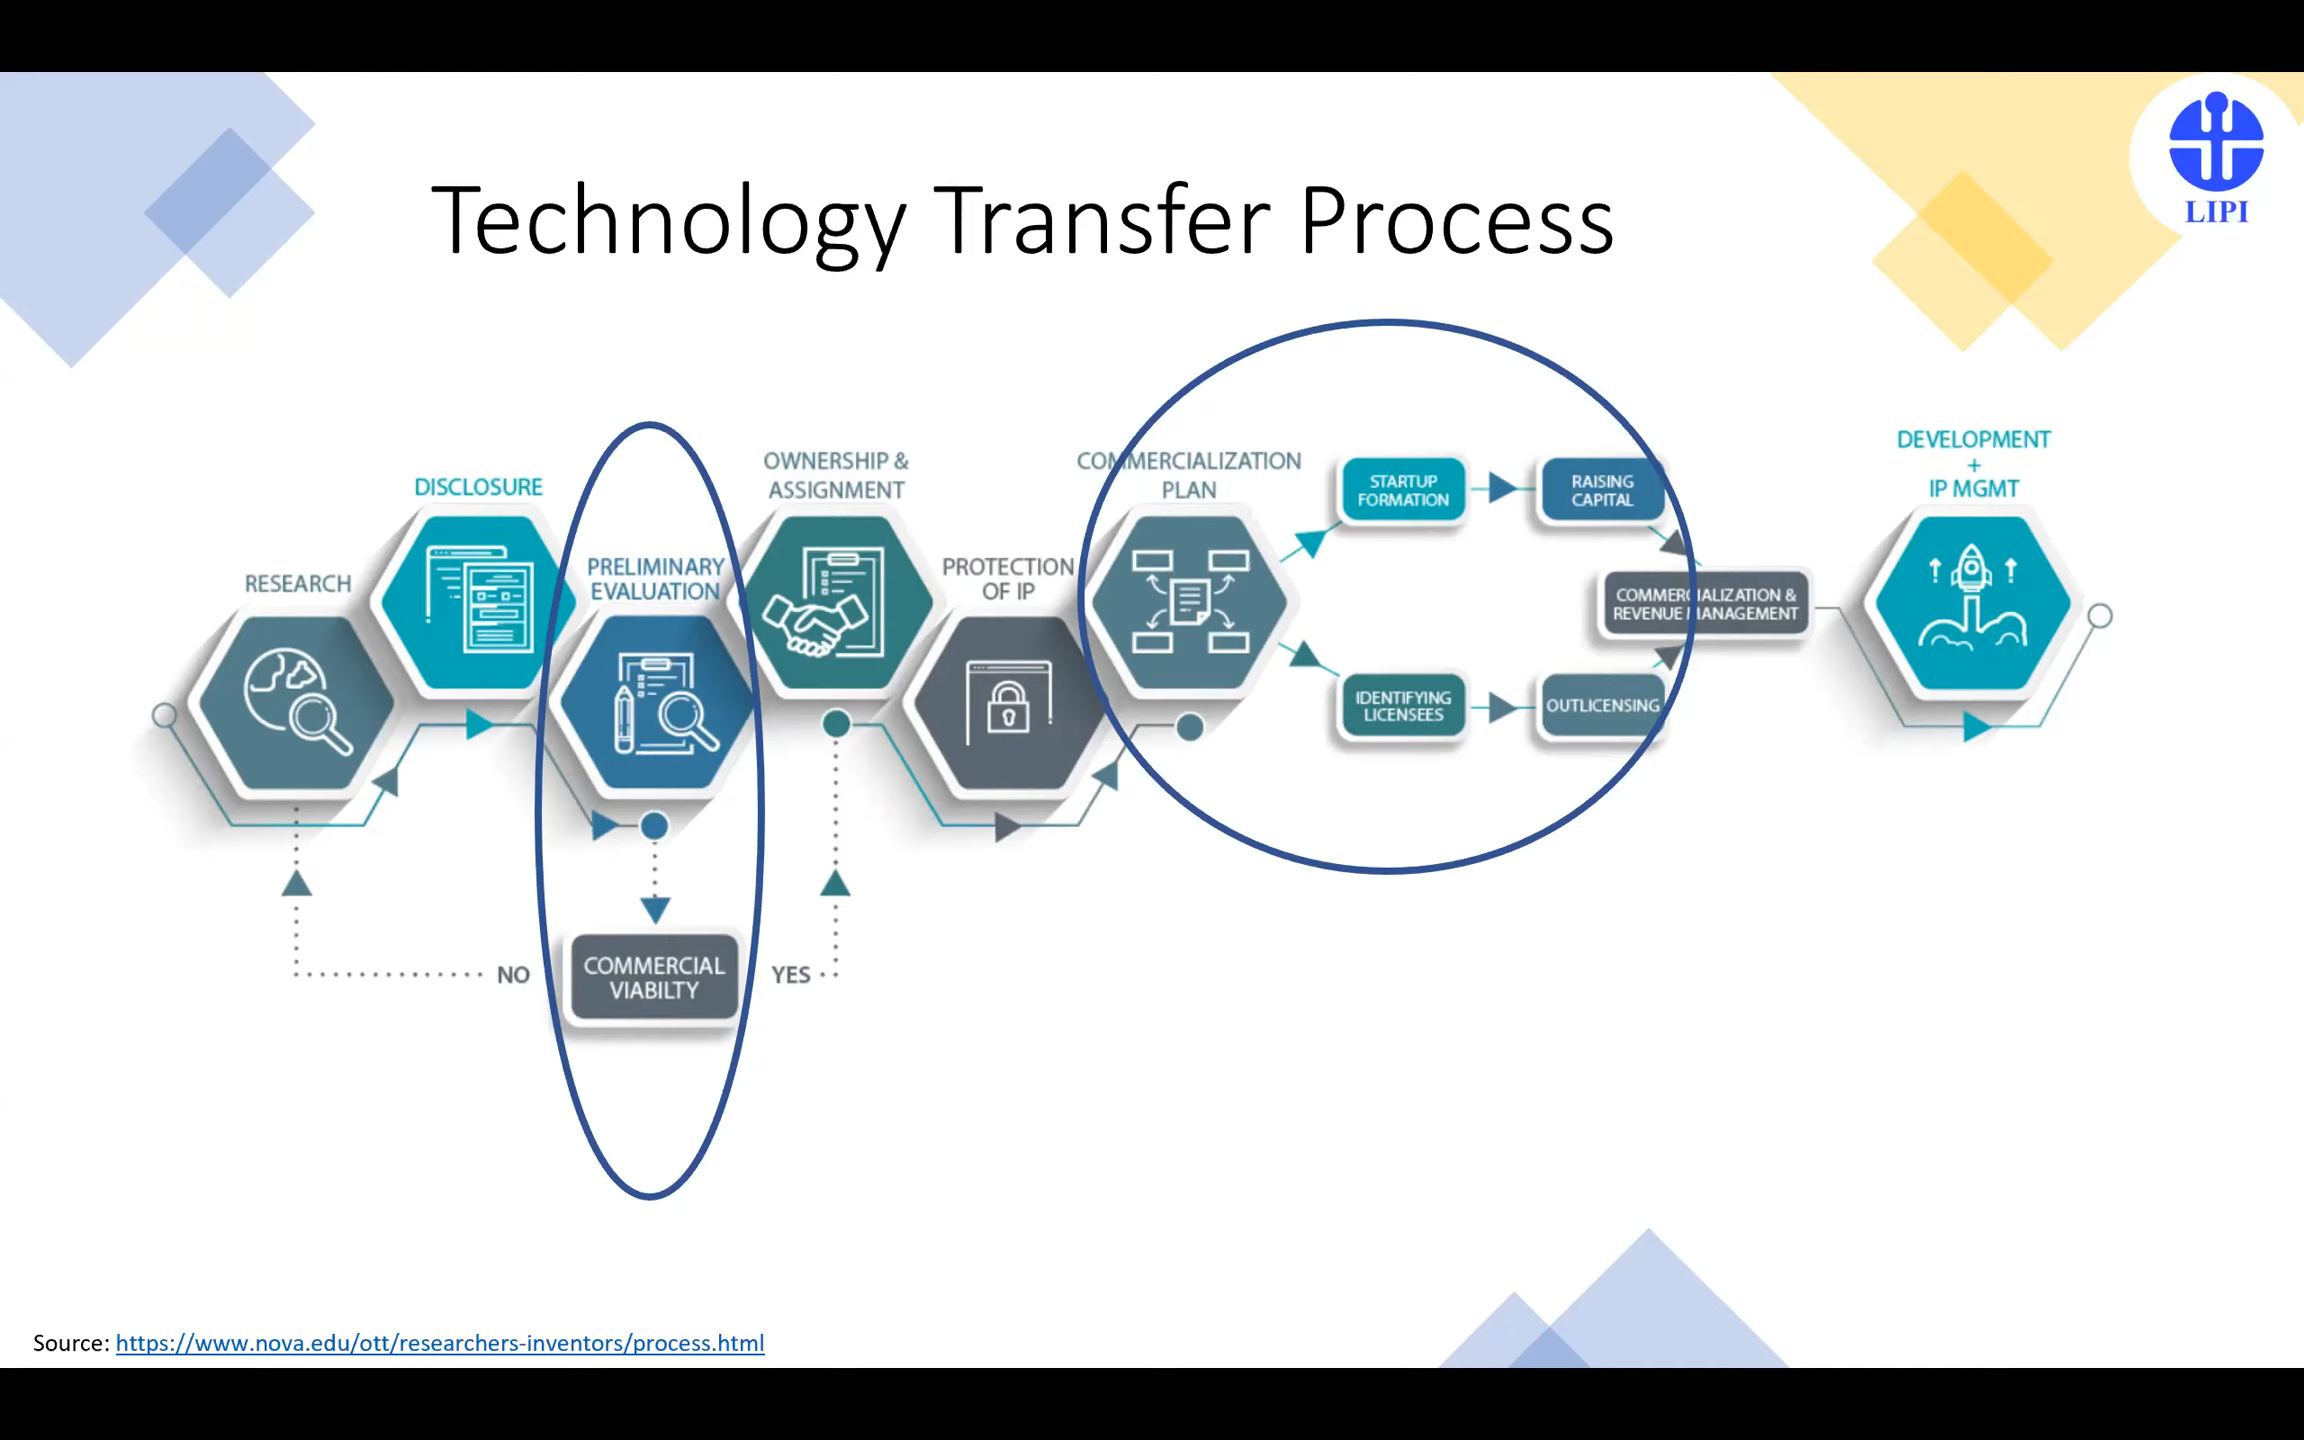 LIPI
Technology Transfer Process
RESEARCH
DISCLOSURE
PRELIMINARY
EVALUATION
COMMERCIAL
VIABILTY
NO
YES
OWNERSHIP &
ASSIGNMENT
PROTECTION
OF IP
COMMERCIALIZATION
PLAN
STARTUP
FORMATION
RAISING
CAPITAL
IDENTIFYING
LICENSEES
OUTLICENSING
COMMERCIALIZATION &
REVENUE MANAGEMENT
DEVELOPMENT
+
IP MGMT
Source: https://www.nova.edu/ott/researchers-inventors/process.html